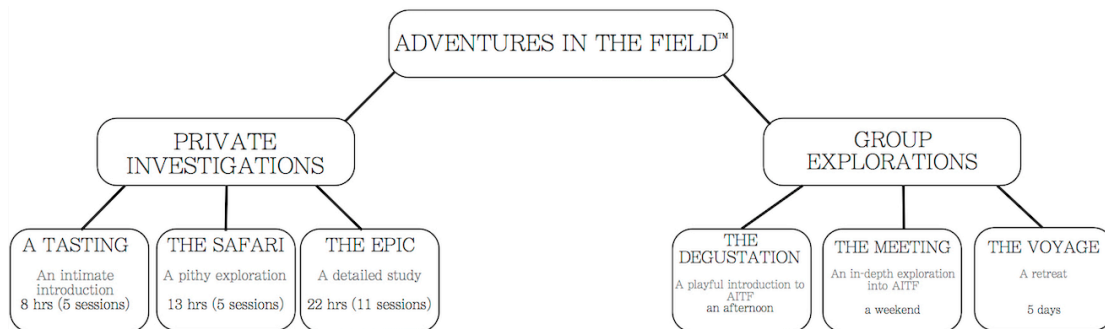 ADVENTURES IN THE FIELD™
PRIVATE
INVESTIGATIONS
GROUP
EXPLORATIONS
A TASTING
An intimate
introduction
8 hrs (5 sessions)
THE SAFARI
A pithy exploration
13 hrs (5 sessions)
THE EPIC
A detailed study
22 hrs (11 sessions)
THE
DEGUSTATION
A playful introduction to
AITF
an afternoon
THE MEETING
An in-depth exploration
into AITF
a weekend
THE VOYAGE
A retreat
5 days